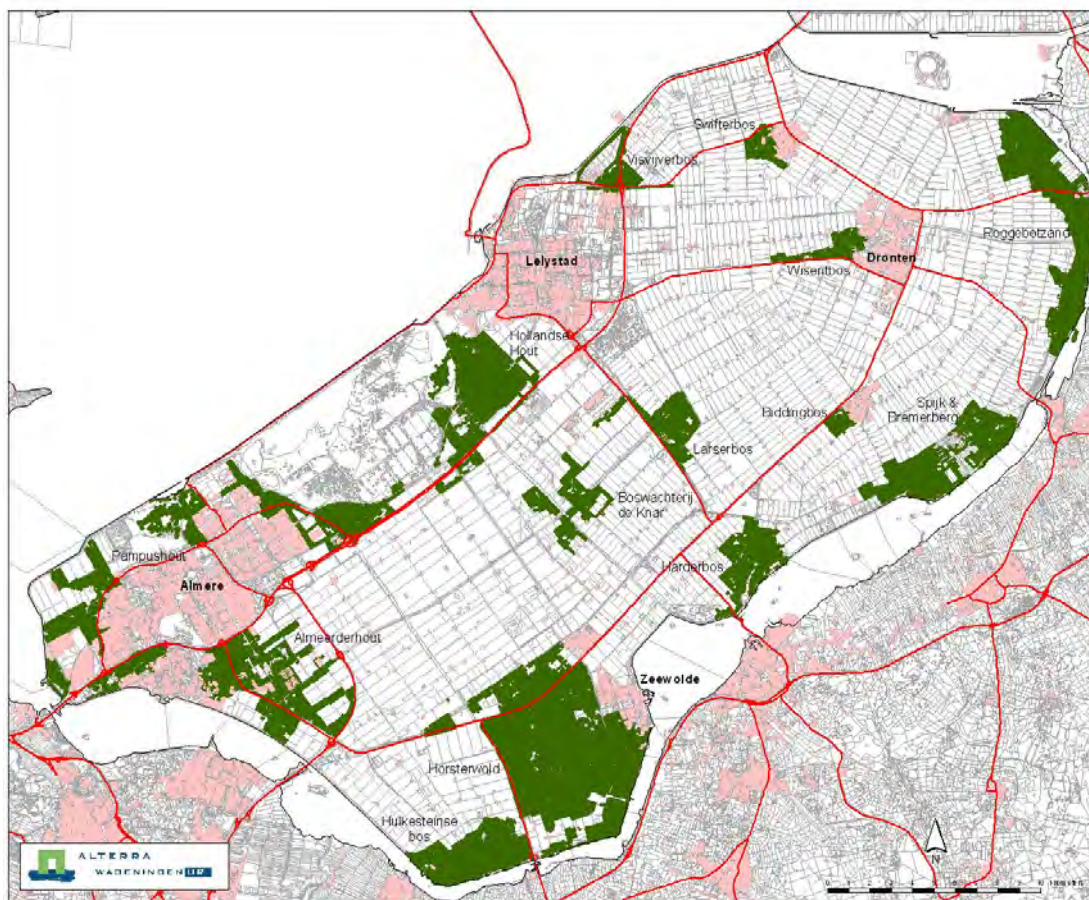 Swifterbos
Visvijverbos
Roggebotzand
Lelystad
Dronten
Wisentbos
Hollandse
Hout
Biddingbos
Spijk &
Bremerberg
Larserbos
Boswachterij
de Knar
Pampushout
Harderbos
Almere
Almeerderhout
Zeewolde
Horsterwold
Hulkesteinse
bos
N
ALTERRA
WAGENINGEN UR